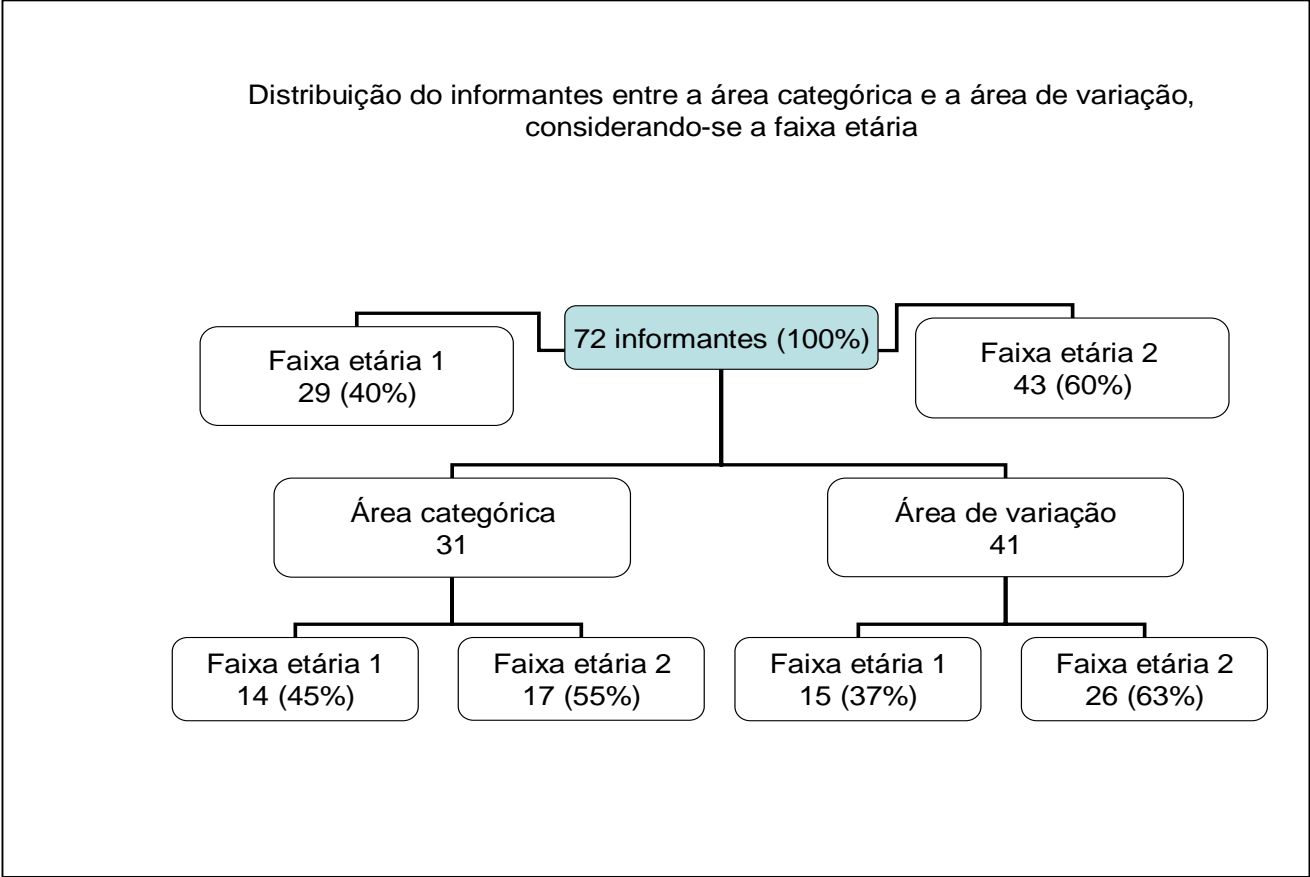 Distribuição do informantes entre a área categórica e a área de variação,
considerando-se a faixa etária
72 informantes (100%)
Faixa etária 1
29 (40%)
Faixa etária 2
43 (60%)
Área categórica
31
Área de variação
41
Faixa etária 1
14 (45%)
Faixa etária 2
17 (55%)
Faixa etária 1
15 (37%)
Faixa etária 2
26 (63%)